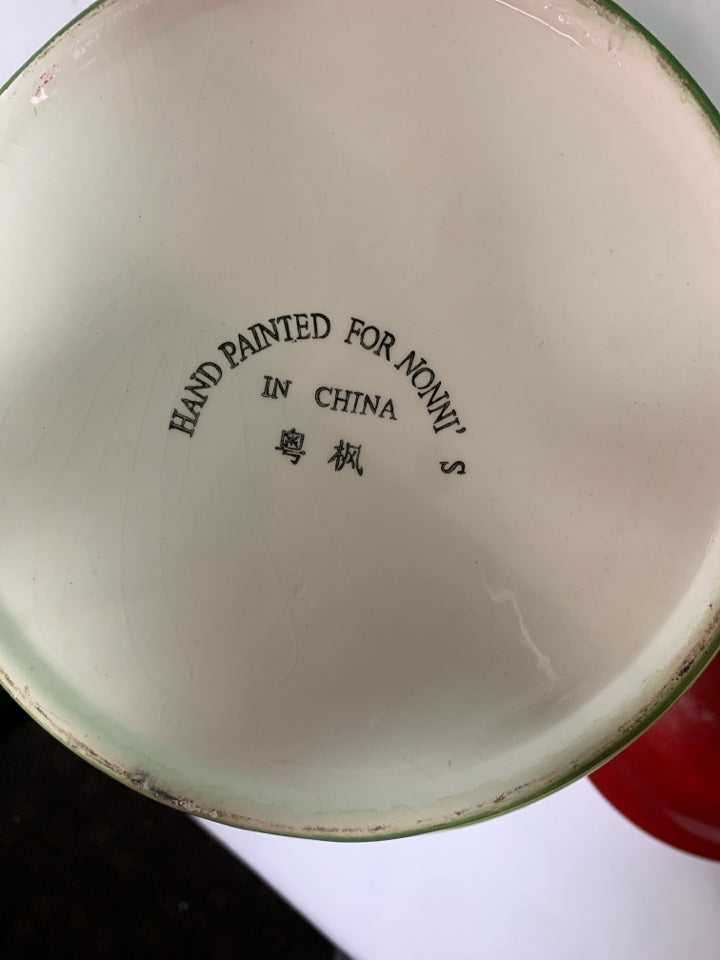 HAND PAINTED FOR NONNI'S
IN CHINA
粤枫